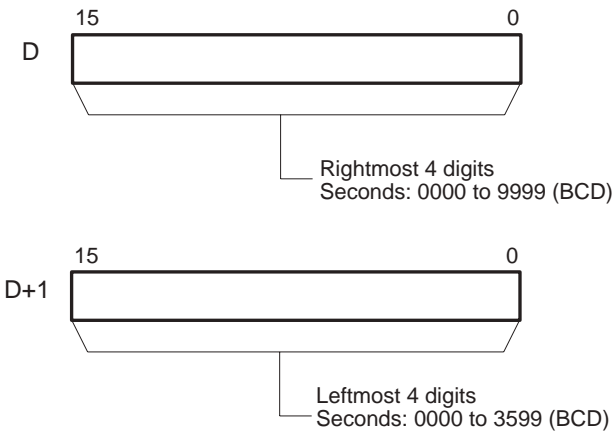 15 0
D
Rightmost 4 digits
Seconds: 0000 to 9999 (BCD)
15 0
D+1
Leftmost 4 digits
Seconds: 0000 to 3599 (BCD)